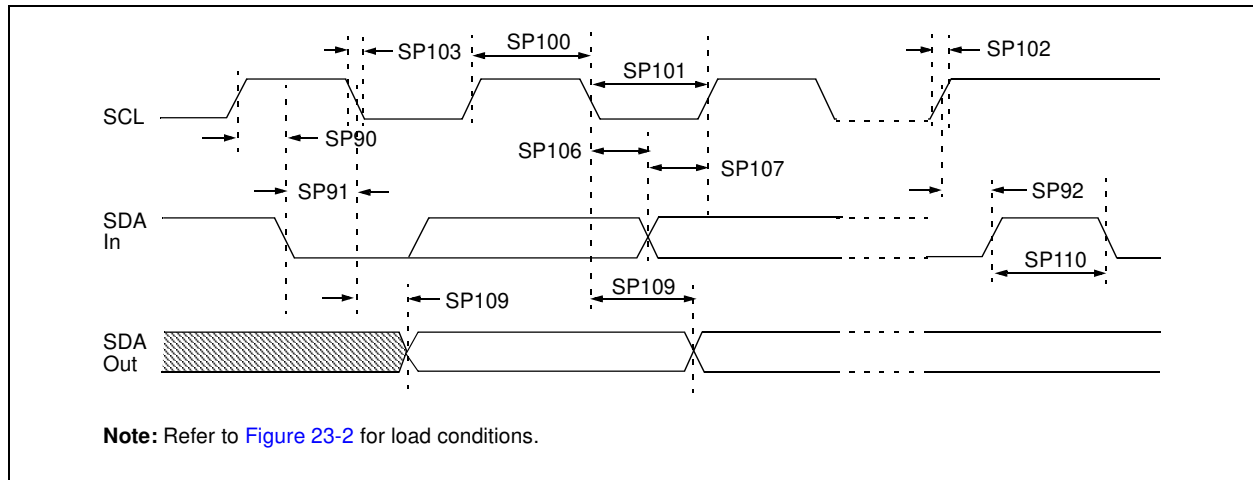 SP103
SP100
SP102
SP101
SCL
SP90
SP106
SP107
SP91
SP92
SDA
In
SP110
SP109
SP109
SDA
Out
Note: Refer to Figure 23-2 for load conditions.